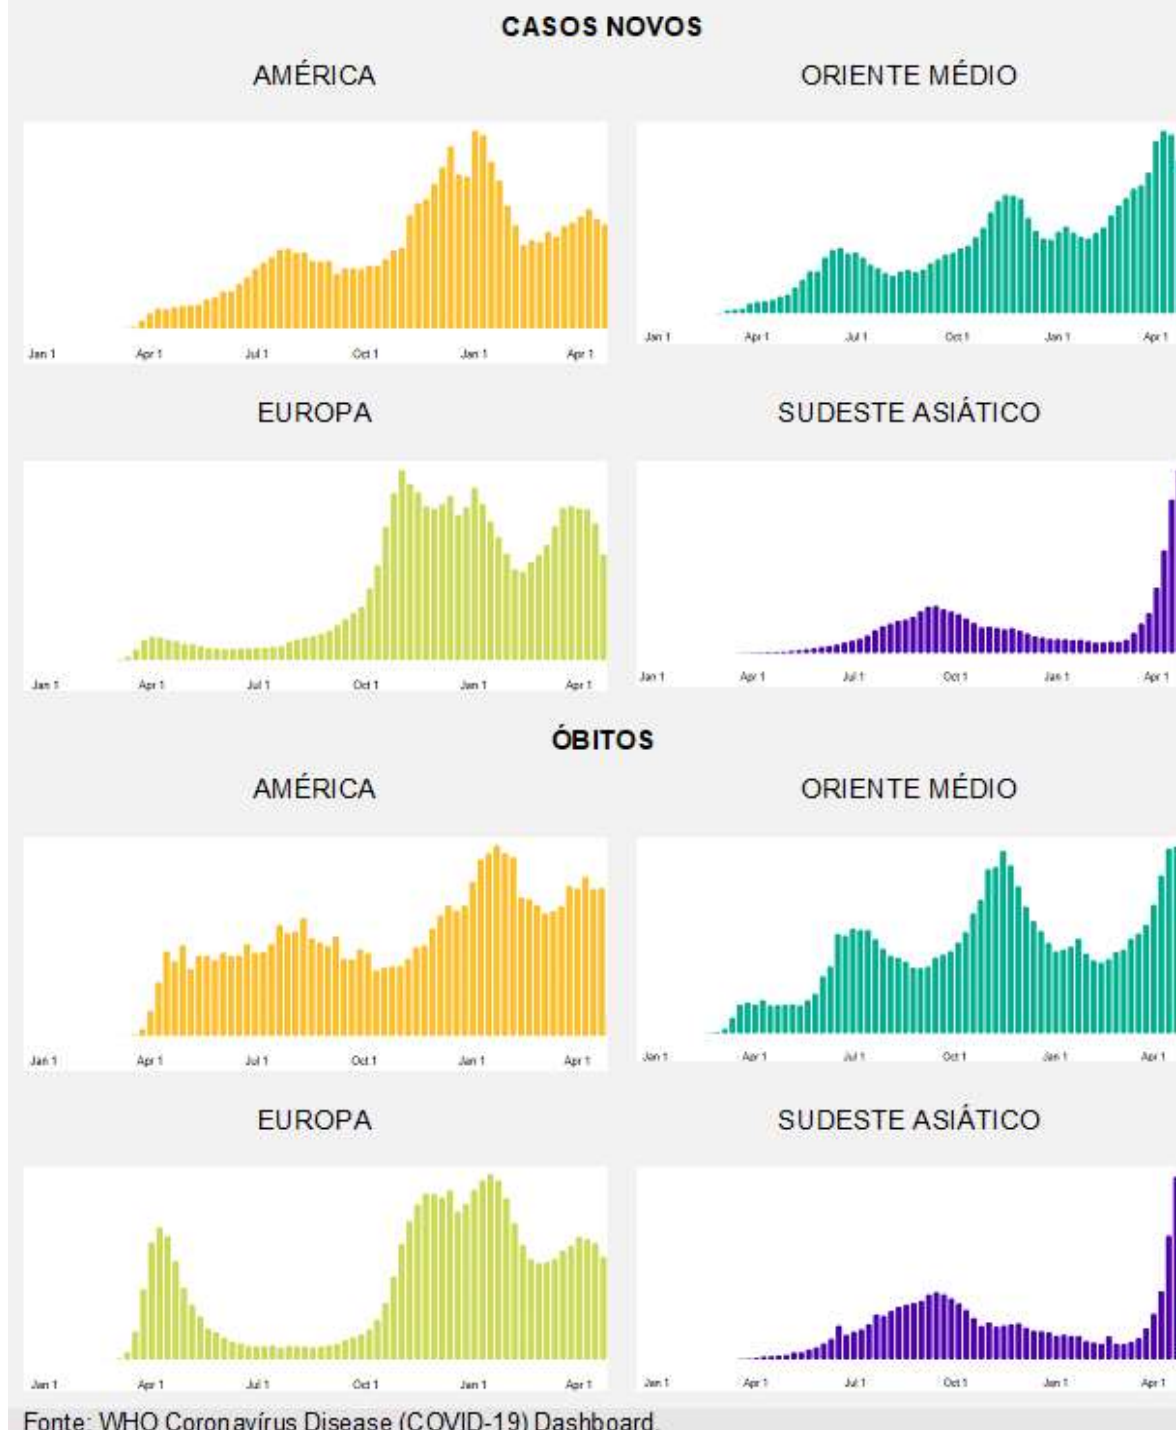 CASOS NOVOS
AMÉRICA
ORIENTE MÉDIO
Jan 1 Apr 1 Jul 1 Oct 1 Jan 1 Apr 1
Jan 1 Apr 1 Jul 1 Oct 1 Jan 1 Apr 1
EUROPA
SUDESTE ASIÁTICO
Jan 1 Apr 1 Jul 1 Oct 1 Jan 1 Apr 1
Jan 1 Apr 1 Jul 1 Oct 1 Jan 1 Apr 1
ÓBITOS
AMÉRICA
ORIENTE MÉDIO
Jan 1 Apr 1 Jul 1 Oct 1 Jan 1 Apr 1
Jan 1 Apr 1 Jul 1 Oct 1 Jan 1 Apr 1
EUROPA
SUDESTE ASIÁTICO
Jan 1 Apr 1 Jul 1 Oct 1 Jan 1 Apr 1
Jan 1 Apr 1 Jul 1 Oct 1 Jan 1 Apr 1
Fonte: WHO Coronavírus Disease (COVID-19) Dashboard.